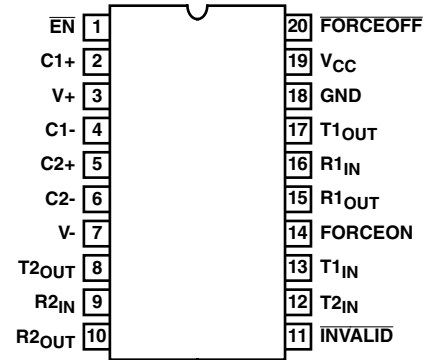 EN 1 20 FORCEOFF
C1+ 2 19 VCC
V+ 3 18 GND
C1- 4 17 T1OUT
C2+ 5 16 R1IN
C2- 6 15 R1OUT
V- 7 14 FORCEON
T2OUT 8 13 T1IN
R2IN 9 12 T2IN
R2OUT 10 11 INVALID